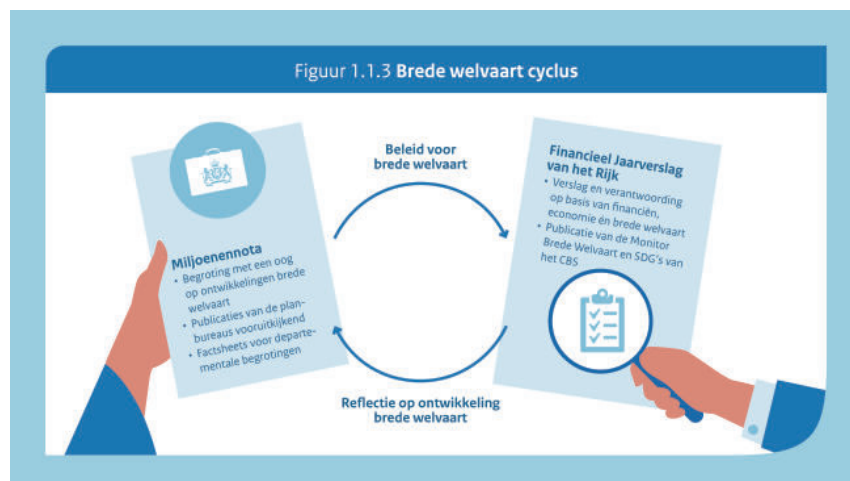 Figuur 1.1.3 Brede welvaart cyclus
Beleid voor
brede welvaart
Miljoenennota
• Begroting met een oog
op ontwikkelingen brede
welvaart
• Publicaties van de plan-
bureaus vooruitkijkend
• Factsheets voor departe-
mentale begrotingen
Financieel Jaarverslag
van het Rijk
• Verslag en verantwoording
op basis van financiën,
economie én brede welvaart
• Publicatie van de Monitor
Brede Welvaart en SDG's van
het CBS
Reflectie op ontwikkeling
brede welvaart